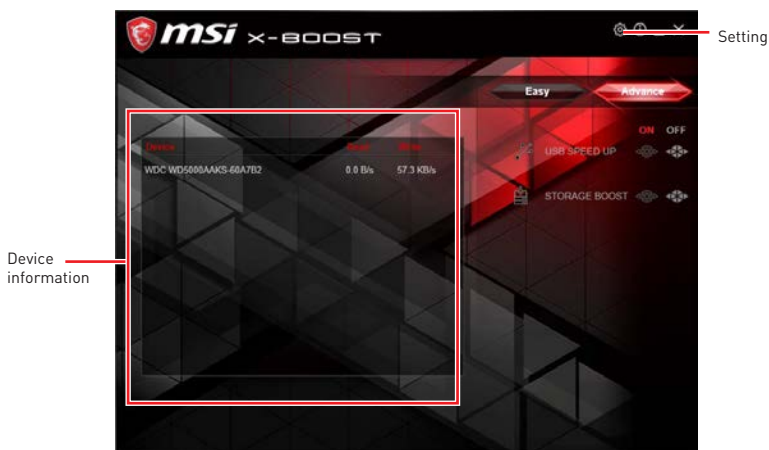 msi X-BOOST
Setting
Easy Advance
ON OFF
Device Read Write
USB SPEED UP
WDC WD5000AAKS-60A7B2 0.0 B/s 57.3 KB/s
STORAGE BOOST
Device
information